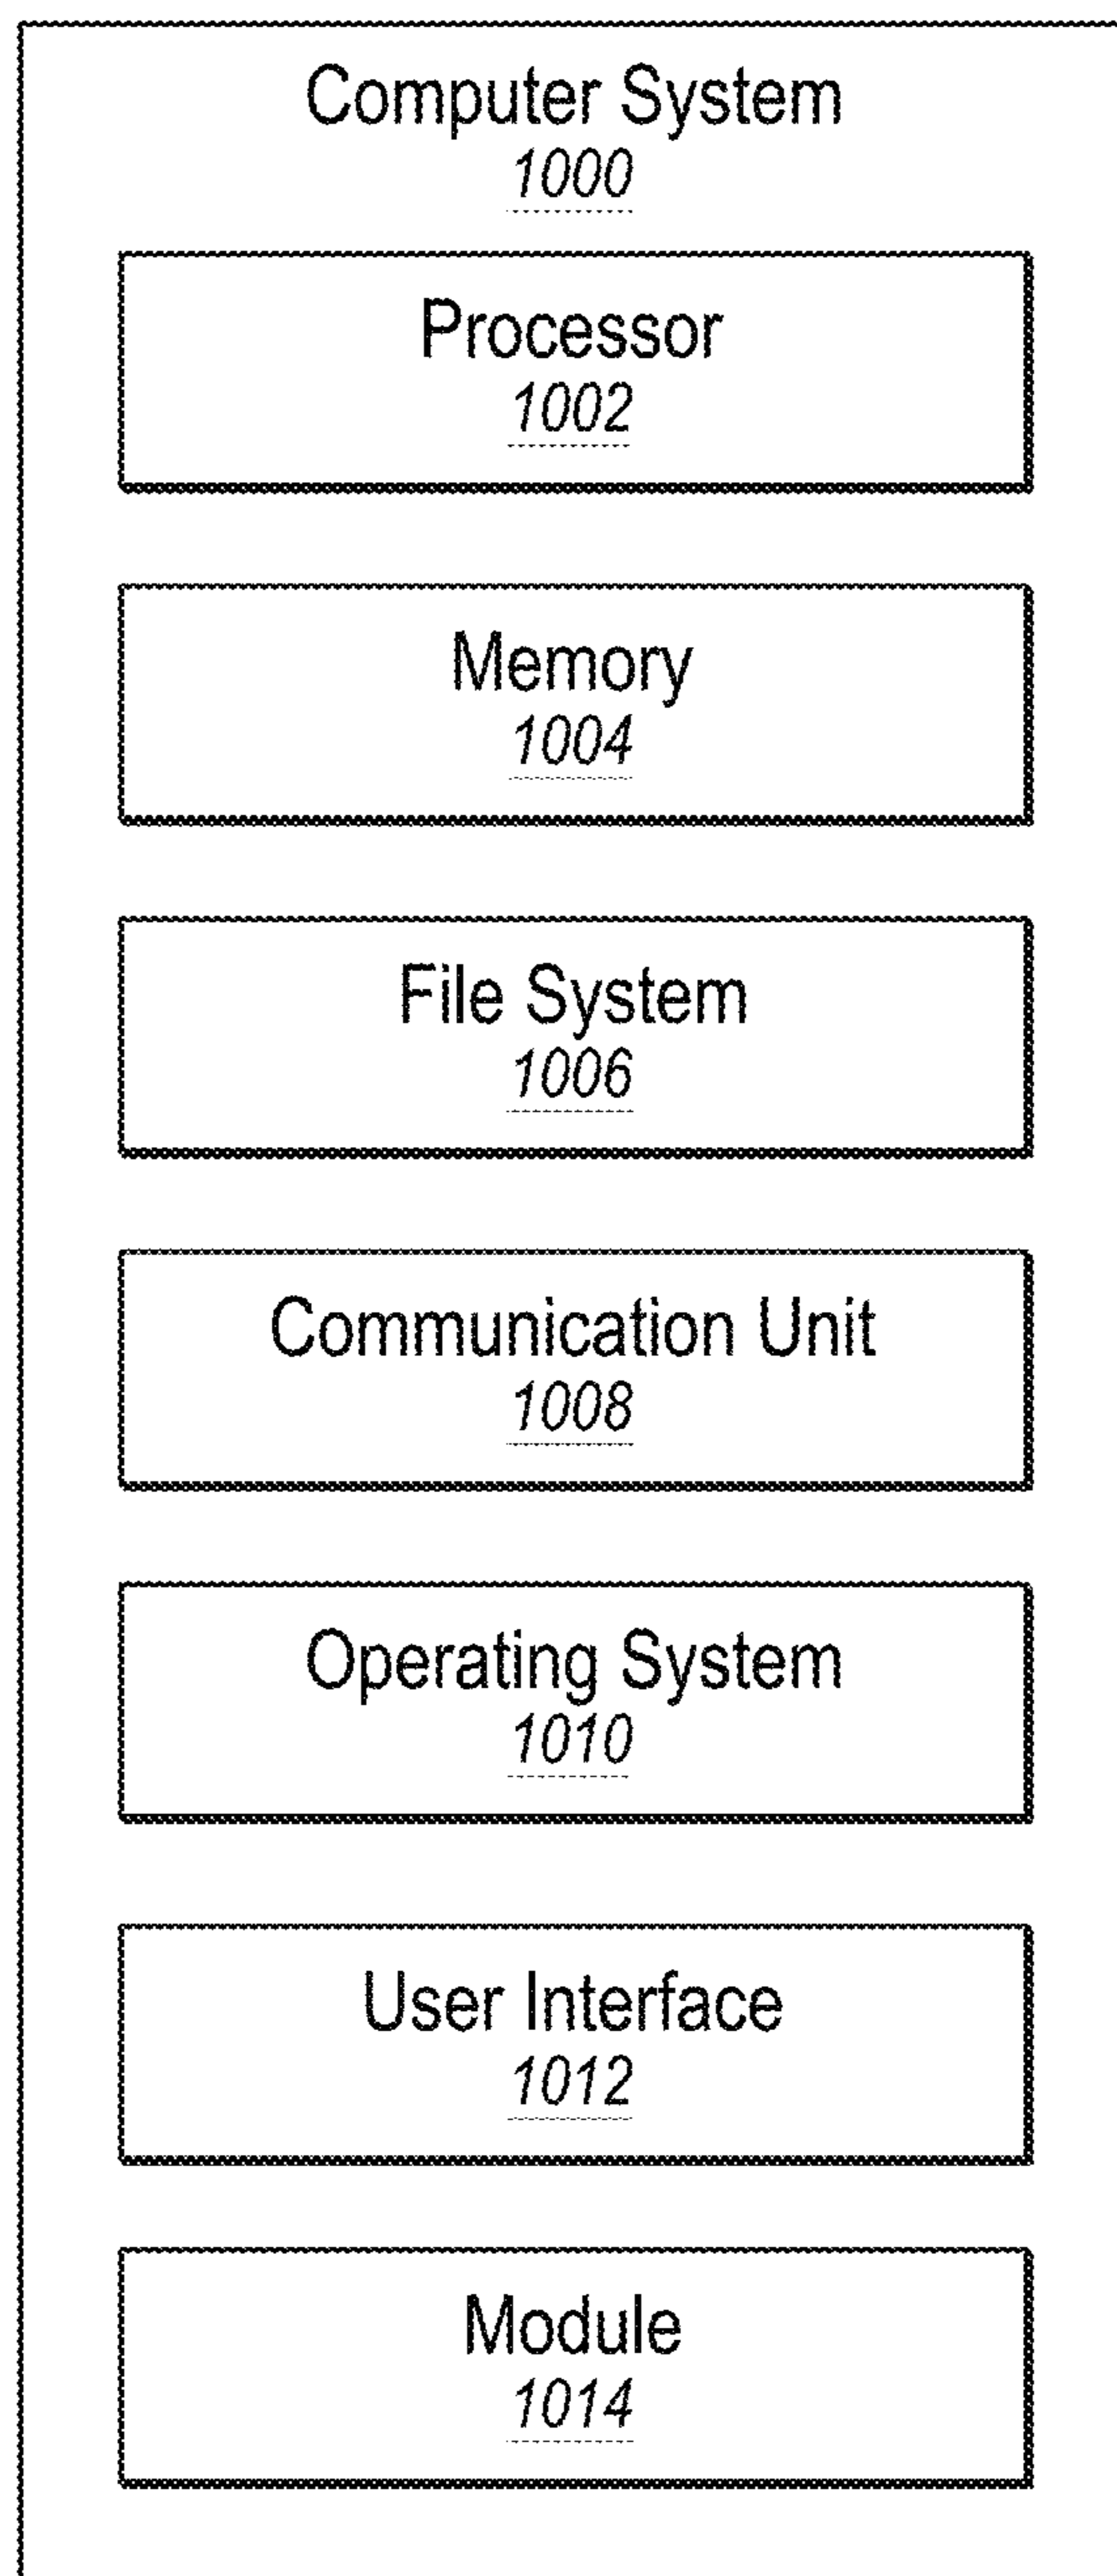 Computer System
1000
Processor
1002
Memory
1004
File System
1006
Communication Unit
1008
Operating System
1010
User Interface
1012
Module
1014